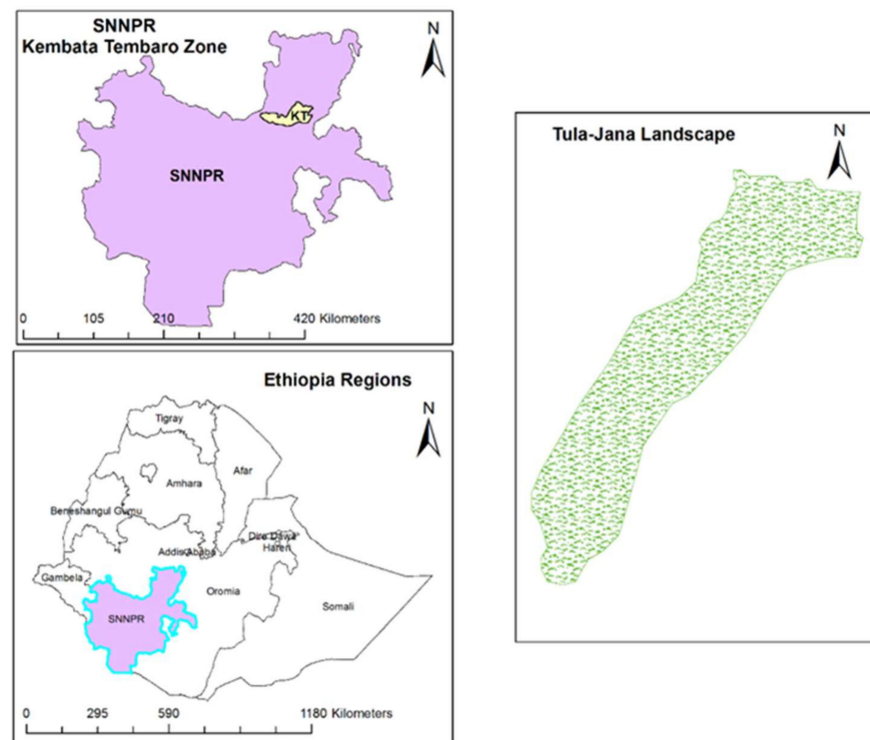 SNNPR
Kembata Tembaro Zone
N
KT
SNNPR
0 105 210 420 Kilometers
Ethiopia Regions
N
Tigray
Afar
Amhara
Beneshangul Gumu
Dire Dawa
Addis Ababa
Hareri
Gambela
Oromia
SNNPR
Somali
0 295 590 1180 Kilometers
Tula-Jana Landscape
N